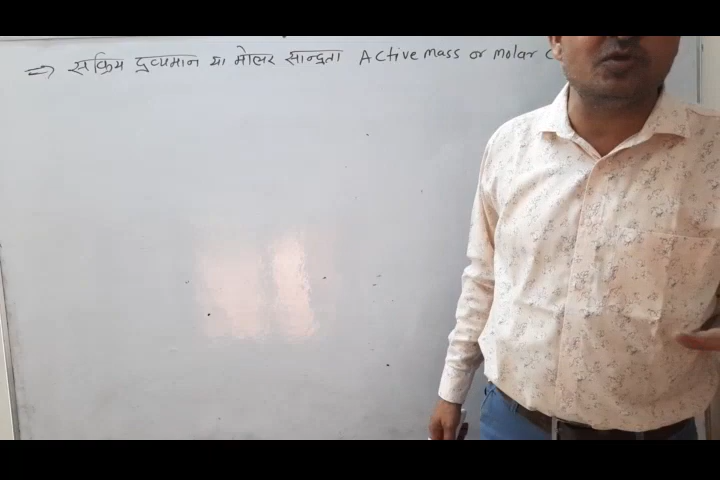 ⇒ सक्रिय द्रव्यमान या मोलर सान्द्रता Active mass or molar